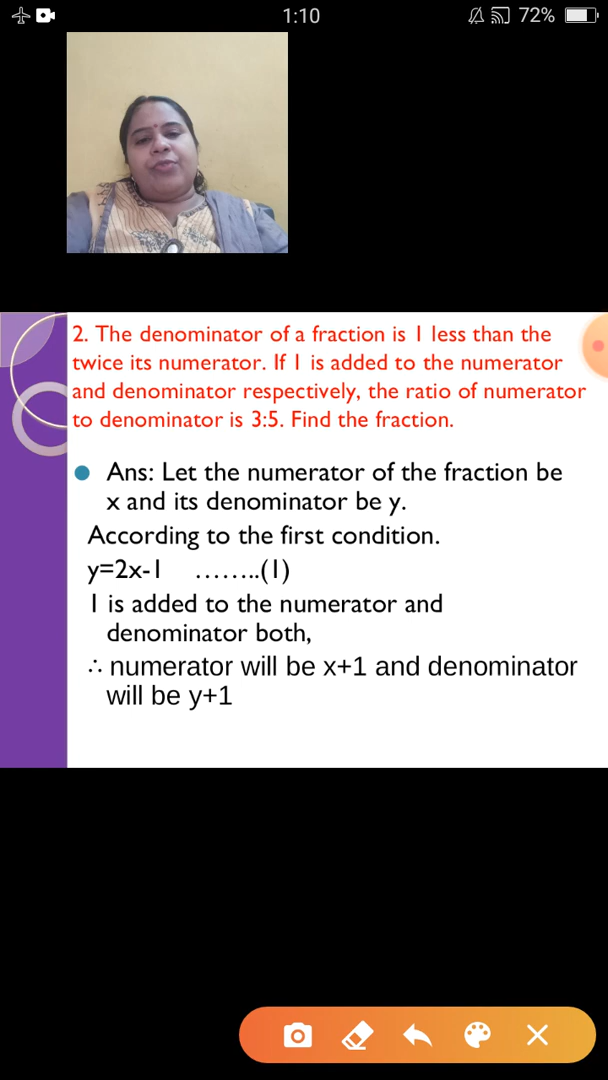 1:10
72%
2. The denominator of a fraction is 1 less than the
twice its numerator. If 1 is added to the numerator
and denominator respectively, the ratio of numerator
to denominator is 3:5. Find the fraction.
Ans: Let the numerator of the fraction be
x and its denominator be y.
According to the first condition.
y=2x-1 ........(1)
1 is added to the numerator and
denominator both,
∴ numerator will be x+1 and denominator
will be y+1